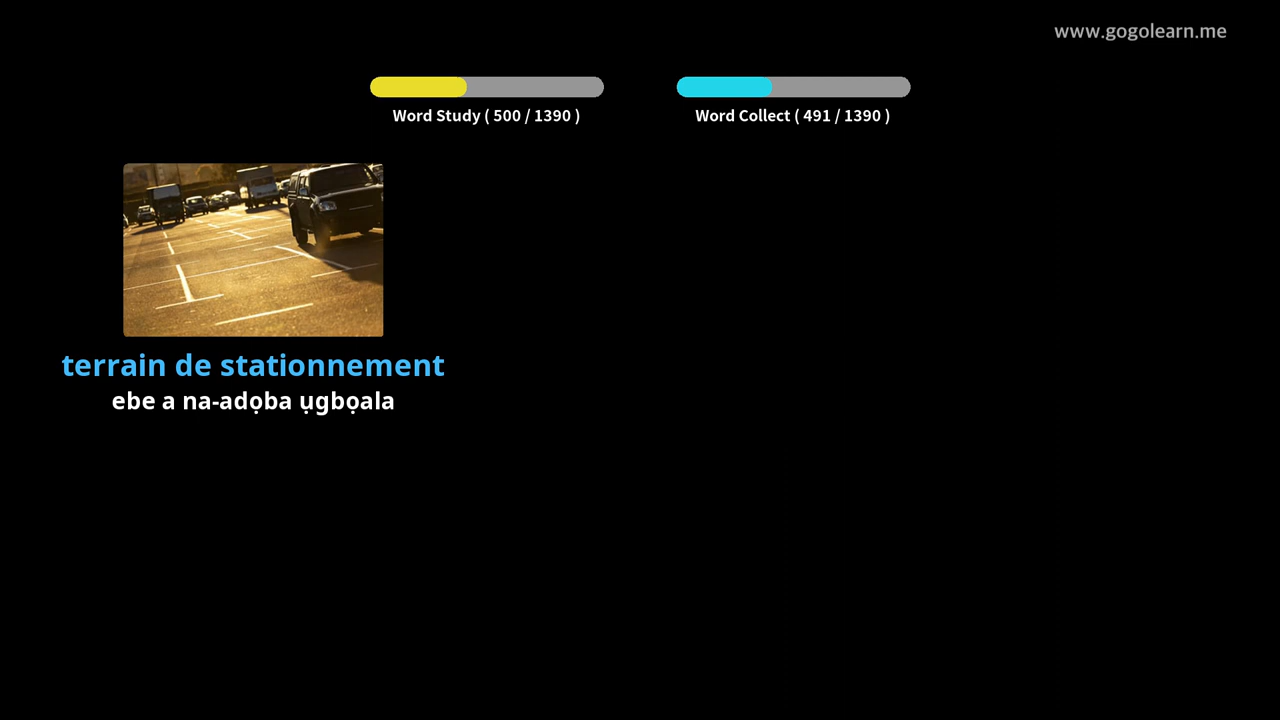 www.gogolearn.me
Word Study ( 500 / 1390 )
Word Collect ( 491 / 1390 )
terrain de stationnement
ebe a na-adọba ụgbọala